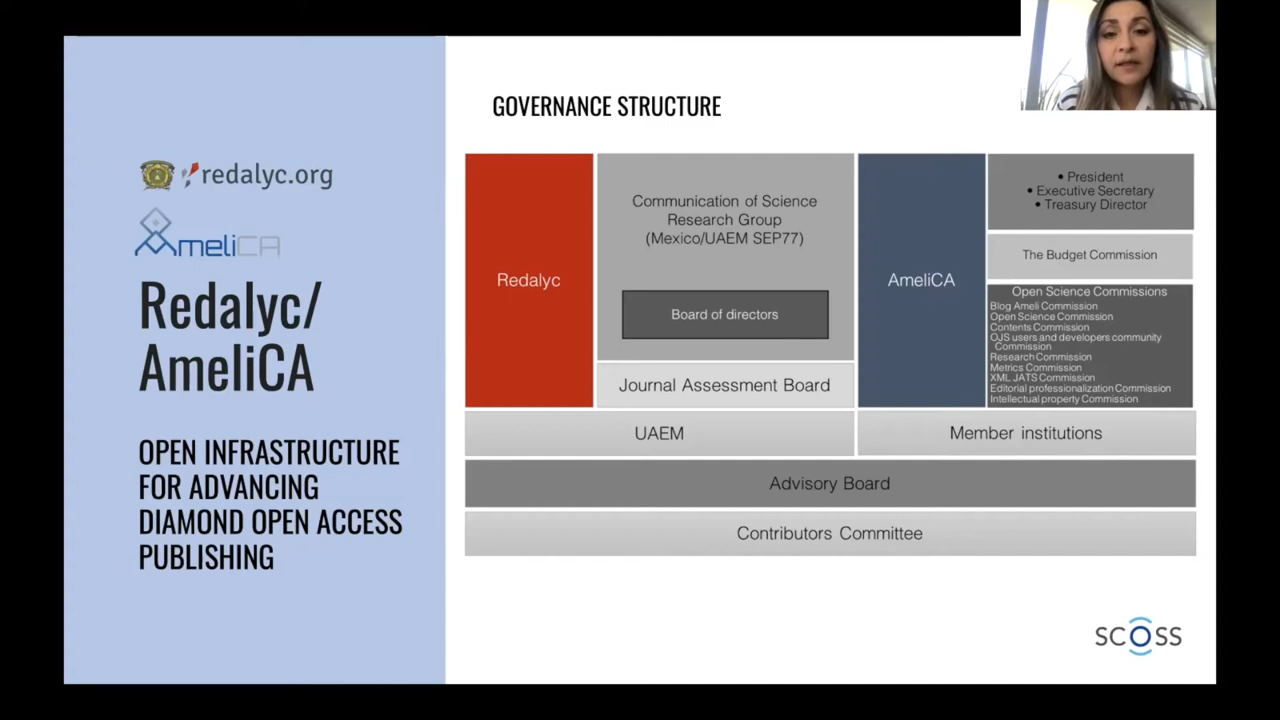 redalyc.org
AmeliCA
Redalyc/
AmeliCA
OPEN INFRASTRUCTURE
FOR ADVANCING
DIAMOND OPEN ACCESS
PUBLISHING
GOVERNANCE STRUCTURE
Redalyc
Communication of Science
Research Group
(Mexico/UAEM SEP77)
Board of directors
Journal Assessment Board
AmeliCA
• President
• Executive Secretary
• Treasury Director
The Budget Commission
Open Science Commissions
Blog Ameli Commission
Open Science Commission
Contents Commission
OJS users and developers community
Commission
Research Commission
Metrics Commission
XML JATS Commission
Editorial professionalization Commission
Intellectual property Commission
UAEM
Member institutions
Advisory Board
Contributors Committee
SCOSS